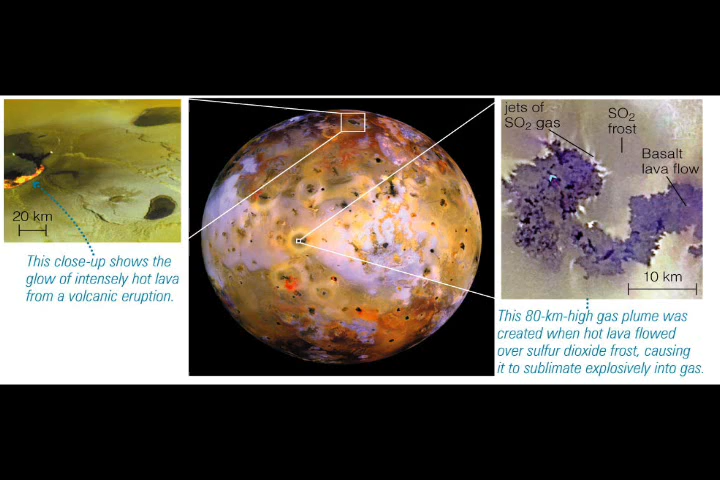 20 km
This close-up shows the
glow of intensely hot lava
from a volcanic eruption.
jets of
SO₂ gas
SO₂
frost
Basalt
lava flow
10 km
This 80-km-high gas plume was
created when hot lava flowed
over sulfur dioxide frost, causing
it to sublimate explosively into gas.